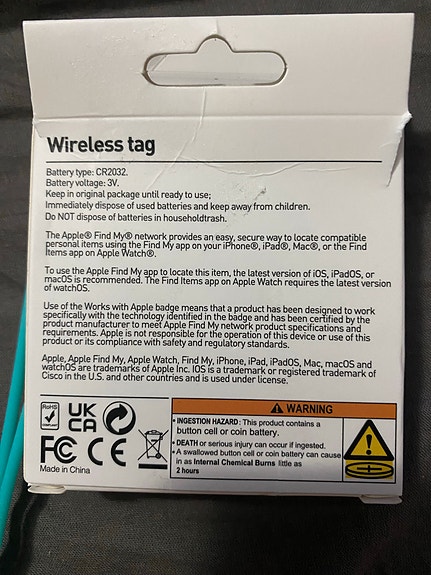 Wireless tag
Battery type: CR2032.
Battery voltage: 3V.
Keep in original package until ready to use;
Immediately dispose of used batteries and keep away from children.
Do NOT dispose of batteries in householdtrash.
The Apple® Find My® network provides an easy, secure way to locate compatible
personal items using the Find My app on your iPhone®, iPad®, Mac®, or the Find
Items app on Apple Watch®.
To use the Apple Find My app to locate this item, the latest version of iOS, iPadOS, or
macOS is recommended. The Find Items app on Apple Watch requires the latest version
of watchOS.
Use of the Works with Apple badge means that a product has been designed to work
specifically with the technology identified in the badge and has been certified by the
product manufacturer to meet Apple Find My network product specifications and
requirements. Apple is not responsible for the operation of this device or use of this
product or its compliance with safety and regulatory standards.
Apple, Apple Find My, Apple Watch, Find My, iPhone, iPad, iPadOS, Mac, macOS and
watchOS are trademarks of Apple Inc. IOS is a trademark or registered trademark of
Cisco in the U.S. and other countries and is used under license.
RoHS
COMPLIANT
UK
CA
FC CE
Made in China
WARNING
• INGESTION HAZARD: This product contains a
button cell or coin battery.
• DEATH or serious injury can occur if ingested.
• A swallowed button cell or coin battery can cause
in as Internal Chemical Burns little as
2 hours